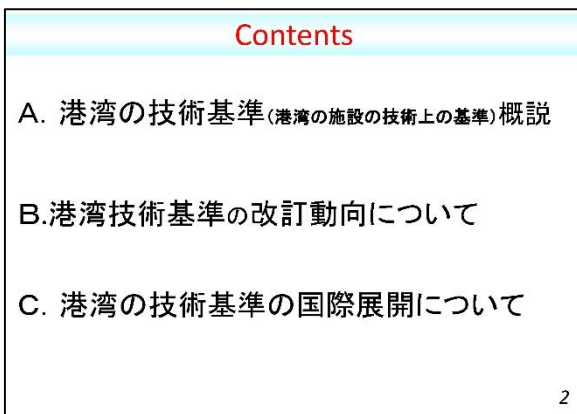 Contents
A. 港湾の技術基準(港湾の施設の技術上の基準)概説
B.港湾技術基準の改訂動向について
C. 港湾の技術基準の国際展開について
2